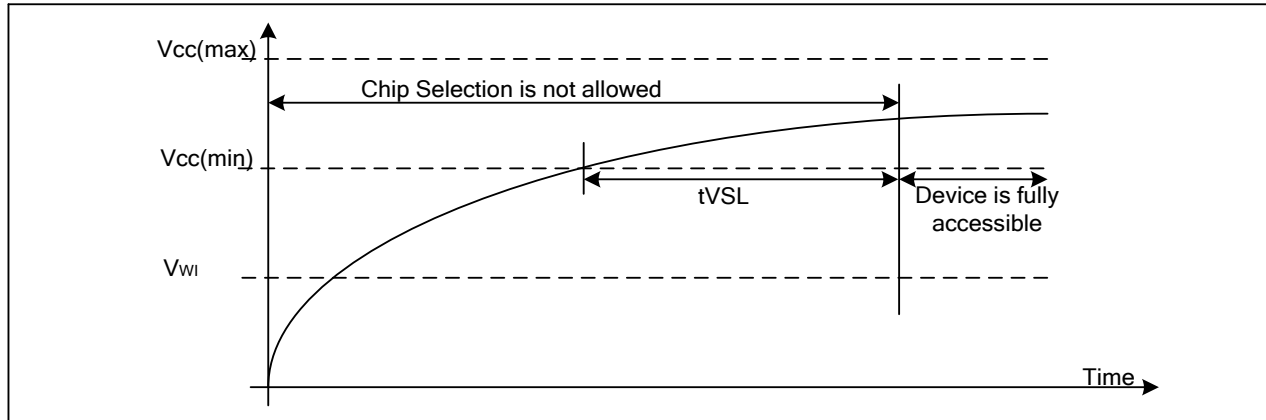 Vcc(max)
Chip Selection is not allowed
Vcc(min)
tVSL
Device is fully
accessible
VWI
Time